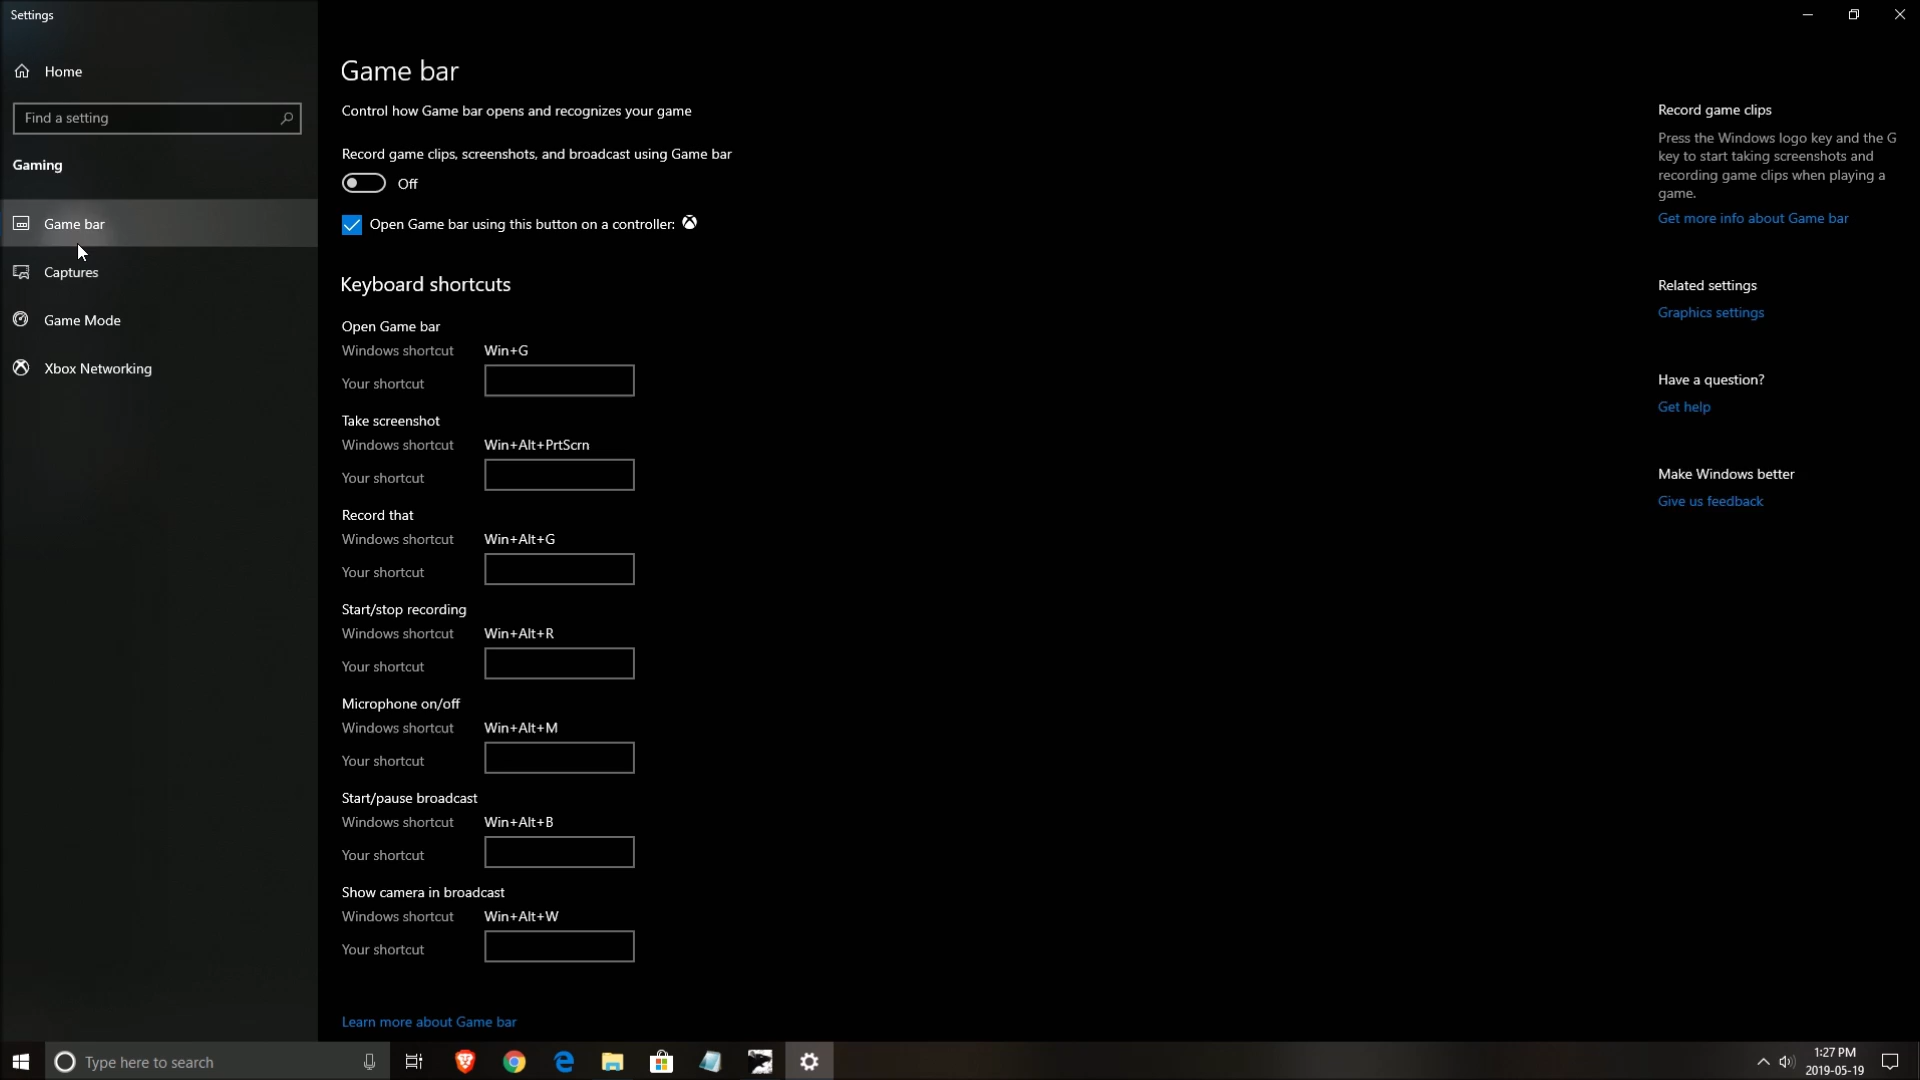 Settings
Home
Find a setting
Gaming
Game bar
Captures
Game Mode
Xbox Networking
Game bar
Control how Game bar opens and recognizes your game
Record game clips, screenshots, and broadcast using Game bar
Off
Open Game bar using this button on a controller:
Keyboard shortcuts
Open Game bar
Windows shortcut Win+G
Your shortcut
Take screenshot
Windows shortcut Win+Alt+PrtScrn
Your shortcut
Record that
Windows shortcut Win+Alt+G
Your shortcut
Start/stop recording
Windows shortcut Win+Alt+R
Your shortcut
Microphone on/off
Windows shortcut Win+Alt+M
Your shortcut
Start/pause broadcast
Windows shortcut Win+Alt+B
Your shortcut
Show camera in broadcast
Windows shortcut Win+Alt+W
Your shortcut
Learn more about Game bar
Record game clips
Press the Windows logo key and the G
key to start taking screenshots and
recording game clips when playing a
game.
Get more info about Game bar
Related settings
Graphics settings
Have a question?
Get help
Make Windows better
Give us feedback
Type here to search
1:27 PM
2019-05-19